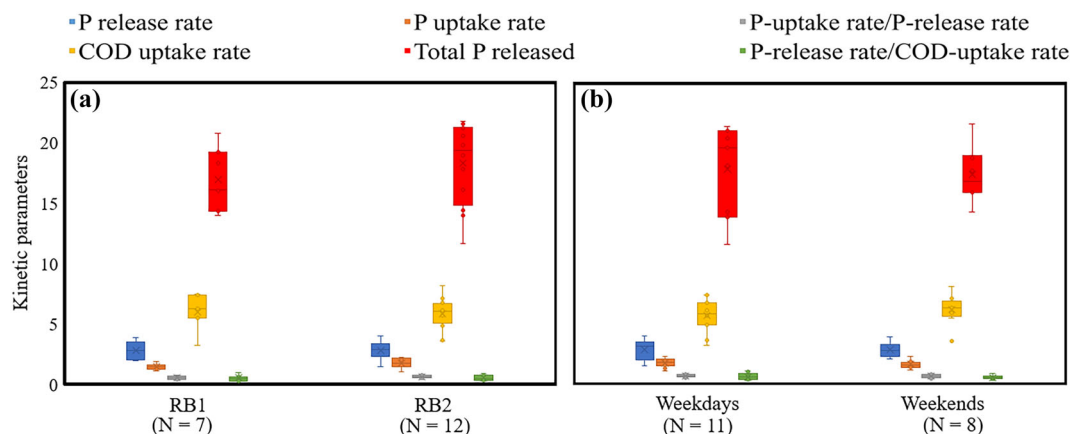 P release rate
P uptake rate
P-uptake rate/P-release rate
COD uptake rate
Total P released
P-release rate/COD-uptake rate
25
20
15
10
5
0
Kinetic parameters
(a)
(b)
RB1
(N = 7)
RB2
(N = 12)
Weekdays
(N = 11)
Weekends
(N = 8)